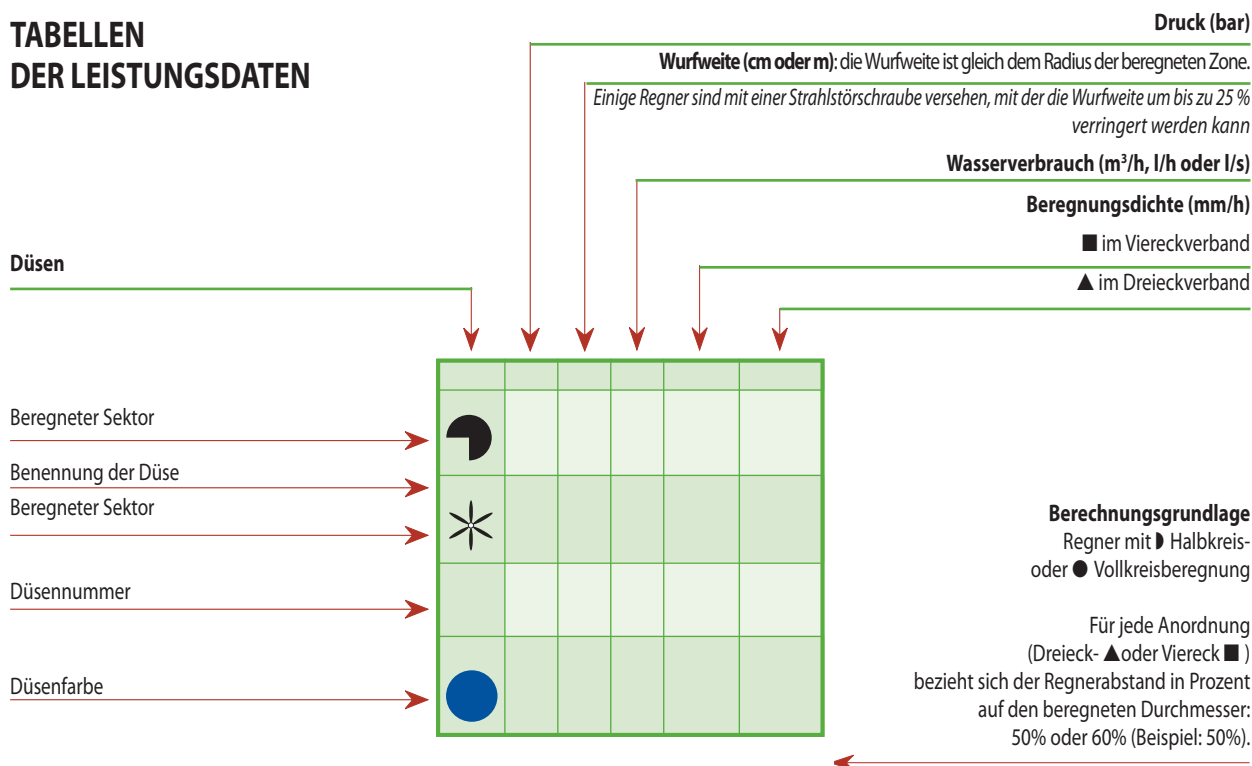 TABELLEN
DER LEISTUNGSDATEN
Druck (bar)
Wurfweite (cm oder m): die Wurfweite ist gleich dem Radius der beregneten Zone.
Einige Regner sind mit einer Strahlstörschraube versehen, mit der die Wurfweite um bis zu 25 %
verringert werden kann
Wasserverbrauch (m³/h, l/h oder l/s)
Beregnungsdichte (mm/h)
■ im Viereckverband
▲ im Dreieckverband
Düsen
Beregneter Sektor
Benennung der Düse
Beregneter Sektor
Düsennummer
Düsenfarbe
Berechnungsgrundlage
Regner mit ◗ Halbkreis-
oder ● Vollkreisberegnung
Für jede Anordnung
(Dreieck- ▲oder Viereck ■ )
bezieht sich der Regnerabstand in Prozent
auf den beregneten Durchmesser:
50% oder 60% (Beispiel: 50%).